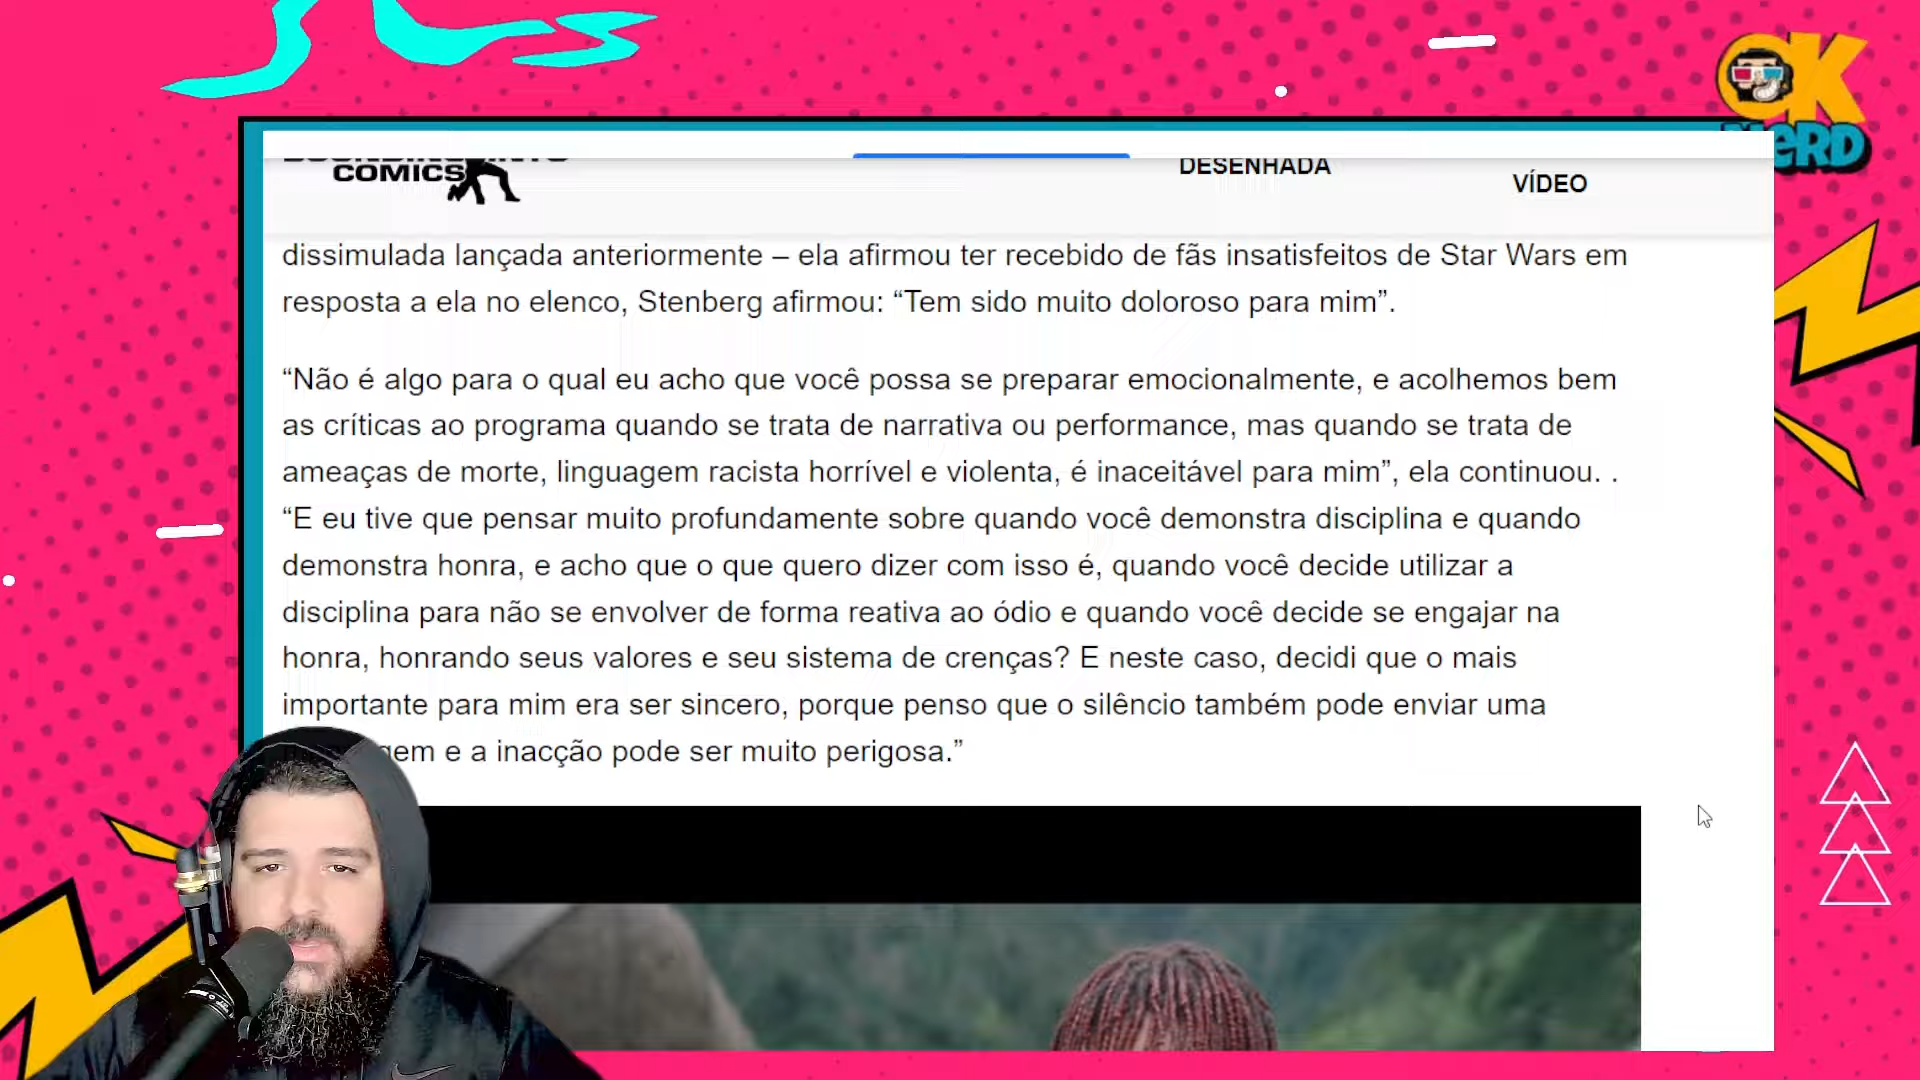 OK
NERD
COMICS
DESENHADA
VÍDEO
dissimulada lançada anteriormente – ela afirmou ter recebido de fãs insatisfeitos de Star Wars em
resposta a ela no elenco, Stenberg afirmou: “Tem sido muito doloroso para mim”.
“Não é algo para o qual eu acho que você possa se preparar emocionalmente, e acolhemos bem
as críticas ao programa quando se trata de narrativa ou performance, mas quando se trata de
ameaças de morte, linguagem racista horrível e violenta, é inaceitável para mim”, ela continuou. .
“E eu tive que pensar muito profundamente sobre quando você demonstra disciplina e quando
demonstra honra, e acho que o que quero dizer com isso é, quando você decide utilizar a
disciplina para não se envolver de forma reativa ao ódio e quando você decide se engajar na
honra, honrando seus valores e seu sistema de crenças? E neste caso, decidi que o mais
importante para mim era ser sincero, porque penso que o silêncio também pode enviar uma
gem e a inacção pode ser muito perigosa.”